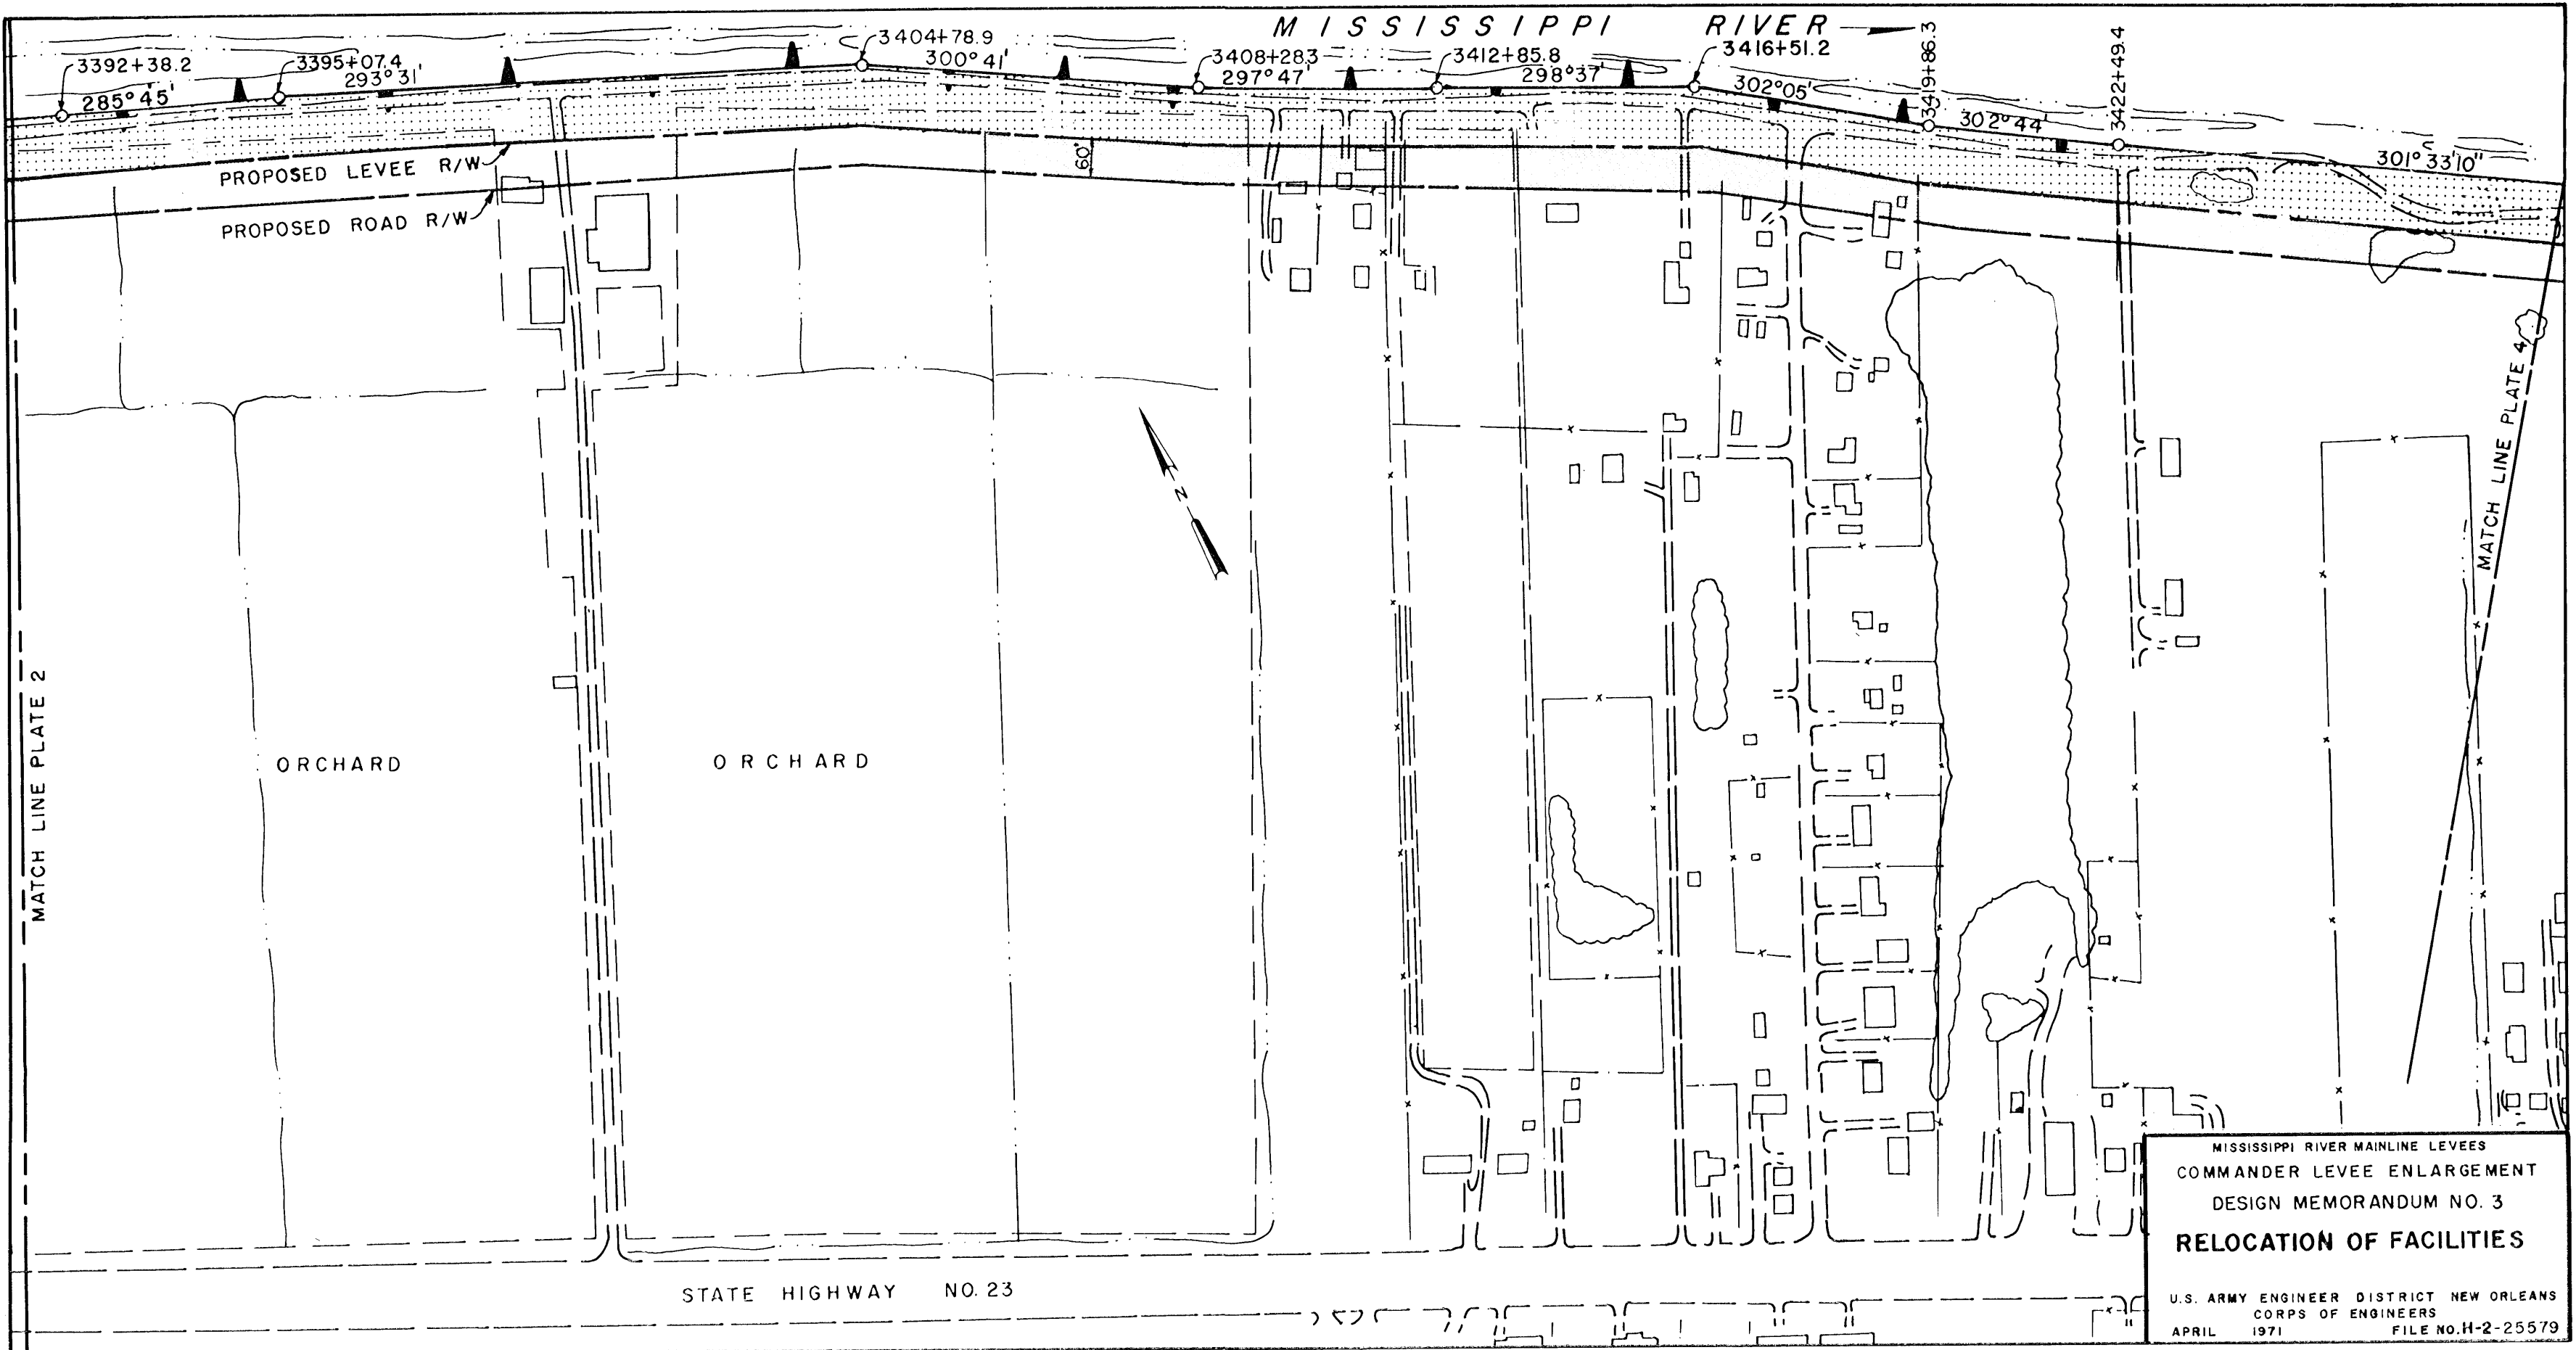 MISSISSIPPI RIVER
3392+38.2
285°45'
3395+07.4
293°31'
3404+78.9
300°41'
3408+28.3
297°47'
3412+85.8
298°37'
3416+51.2
302°05'
3419+86.3
302°44'
3422+49.4
301°33'10"
PROPOSED LEVEE R/W
PROPOSED ROAD R/W
60'
N
MATCH LINE PLATE 2
MATCH LINE PLATE 4
ORCHARD
ORCHARD
STATE HIGHWAY NO. 23
MISSISSIPPI RIVER MAINLINE LEVEES
COMMANDER LEVEE ENLARGEMENT
DESIGN MEMORANDUM NO. 3
RELOCATION OF FACILITIES
U.S. ARMY ENGINEER DISTRICT NEW ORLEANS
CORPS OF ENGINEERS
APRIL 1971 FILE NO. H-2-25579